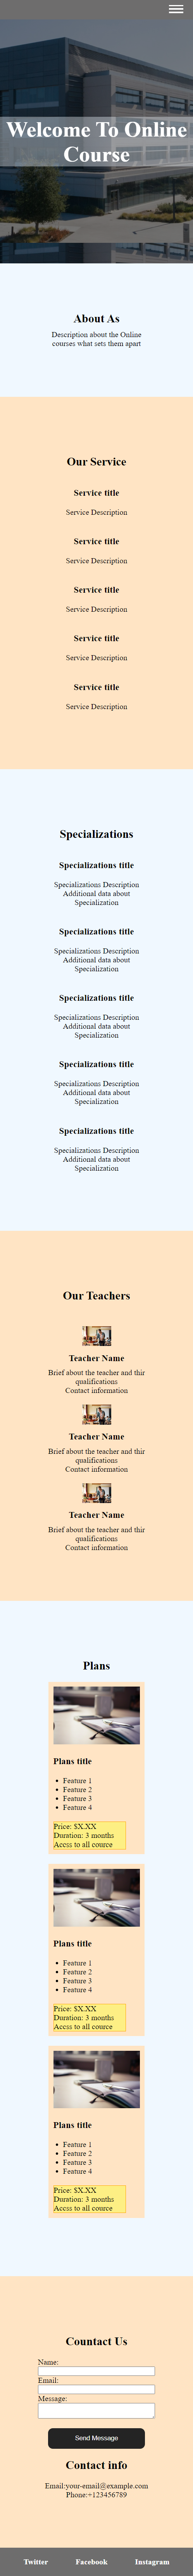 Welcome To Online
Course
About As
Description about the Online
courses what sets them apart
Our Service
Service title
Service Description
Service title
Service Description
Service title
Service Description
Service title
Service Description
Service title
Service Description
Specializations
Specializations title
Specializations Description
Additional data about
Specialization
Specializations title
Specializations Description
Additional data about
Specialization
Specializations title
Specializations Description
Additional data about
Specialization
Specializations title
Specializations Description
Additional data about
Specialization
Specializations title
Specializations Description
Additional data about
Specialization
Our Teachers
Teacher Name
Brief about the teacher and thir
qualifications
Contact information
Teacher Name
Brief about the teacher and thir
qualifications
Contact information
Teacher Name
Brief about the teacher and thir
qualifications
Contact information
Plans
Plans title
Feature 1
Feature 2
Feature 3
Feature 4
Price: $X.XX
Duration: 3 months
Accss to all cource
Plans title
Feature 1
Feature 2
Feature 3
Feature 4
Price: $X.XX
Duration: 3 months
Accss to all cource
Plans title
Feature 1
Feature 2
Feature 3
Feature 4
Price: $X.XX
Duration: 3 months
Accss to all cource
Countact Us
Name:
Email:
Message:
Send Message
Contact info
Email:your-email@example.com
Phone:+123456789
Twitter Facebook Instagram